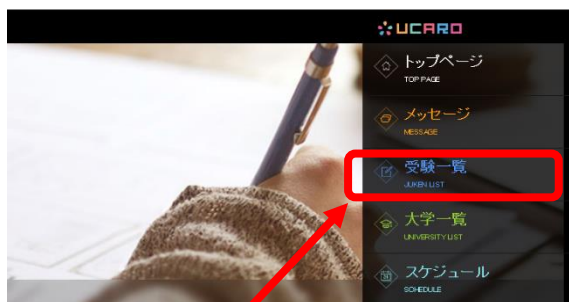 UCARO
トップページ
TOP PAGE
メッセージ
MESSAGE
受験一覧
JUKEN LIST
大学一覧
UNIVERSITY LIST
スケジュール
SCHEDULE